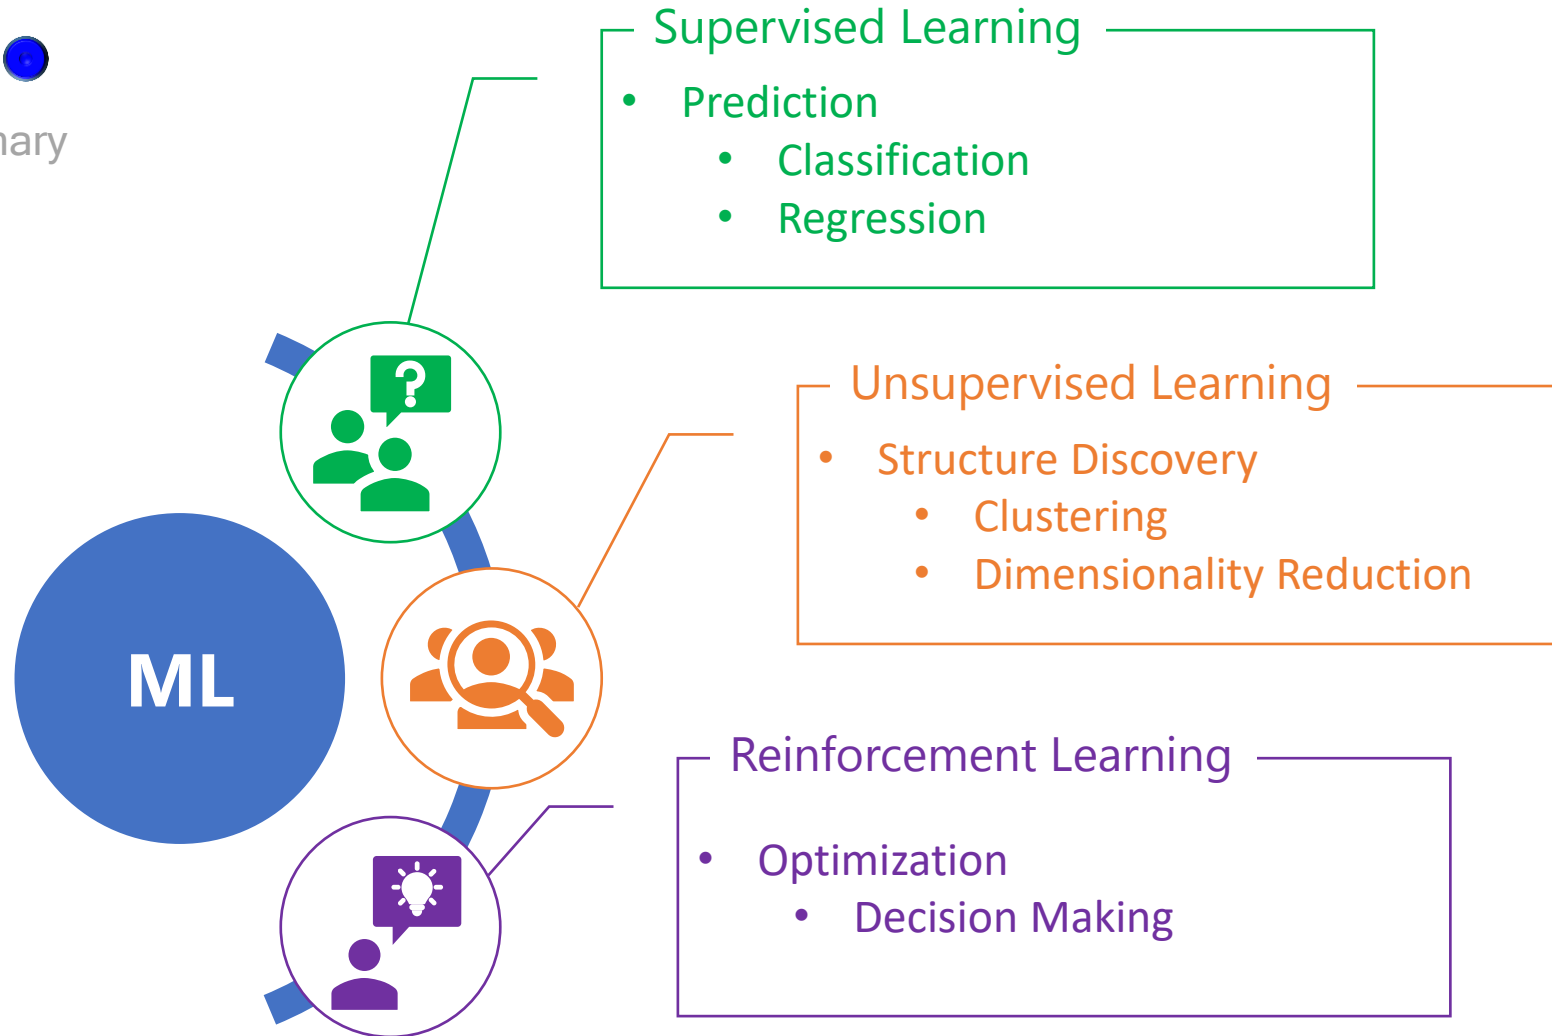 Supervised Learning
• Prediction
• Classification
• Regression
Unsupervised Learning
• Structure Discovery
• Clustering
• Dimensionality Reduction
ML
Reinforcement Learning
• Optimization
• Decision Making